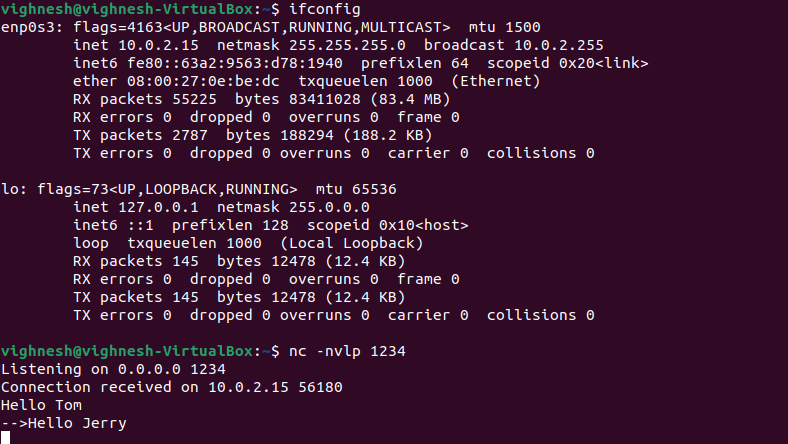 vighnesh@vighnesh-VirtualBox:~$ ifconfig
enp0s3: flags=4163<UP,BROADCAST,RUNNING,MULTICAST>  mtu 1500
        inet 10.0.2.15  netmask 255.255.255.0  broadcast 10.0.2.255
        inet6 fe80::63a2:9563:d78:1940  prefixlen 64  scopeid 0x20<link>
        ether 08:00:27:0e:be:dc  txqueuelen 1000  (Ethernet)
        RX packets 55225  bytes 83411028 (83.4 MB)
        RX errors 0  dropped 0  overruns 0  frame 0
        TX packets 2787  bytes 188294 (188.2 KB)
        TX errors 0  dropped 0 overruns 0  carrier 0  collisions 0

lo: flags=73<UP,LOOPBACK,RUNNING>  mtu 65536
        inet 127.0.0.1  netmask 255.0.0.0
        inet6 ::1  prefixlen 128  scopeid 0x10<host>
        loop  txqueuelen 1000  (Local Loopback)
        RX packets 145  bytes 12478 (12.4 KB)
        RX errors 0  dropped 0  overruns 0  frame 0
        TX packets 145  bytes 12478 (12.4 KB)
        TX errors 0  dropped 0 overruns 0  carrier 0  collisions 0

vighnesh@vighnesh-VirtualBox:~$ nc -nvlp 1234
Listening on 0.0.0.0 1234
Connection received on 10.0.2.15 56180
Hello Tom
-->Hello Jerry